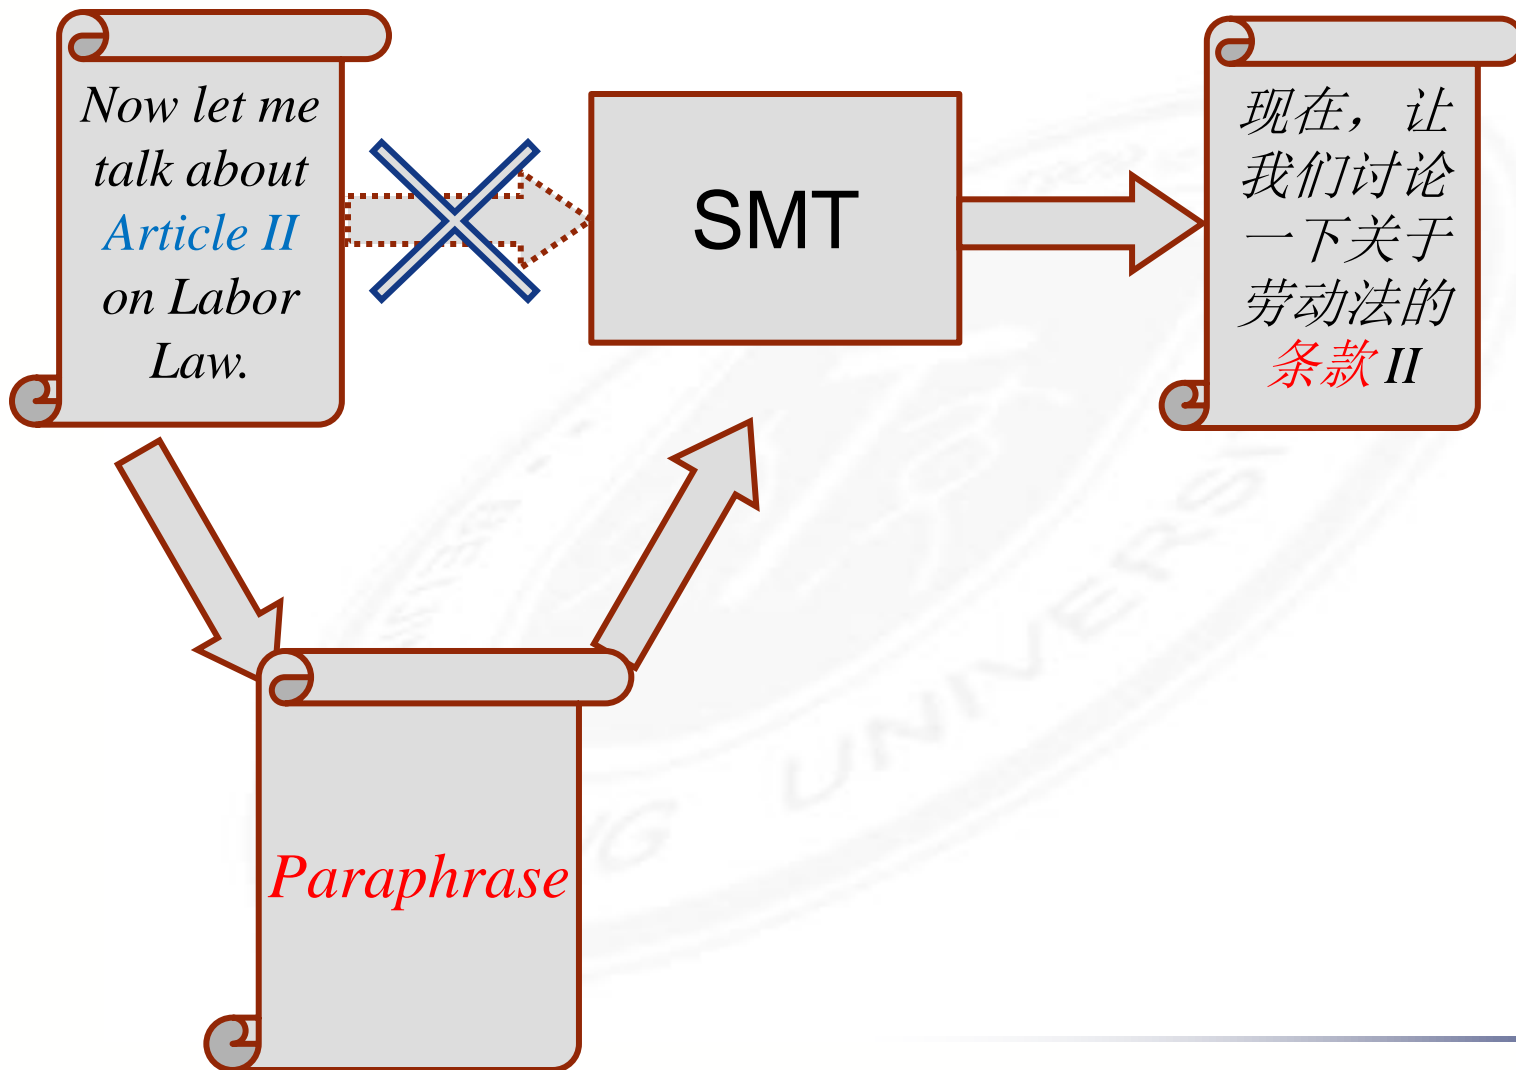 Now let me
talk about
Article II
on Labor
Law.
SMT
现在，让
我们讨论
一下关于
劳动法的
条款 II
Paraphrase
UNIVERSI